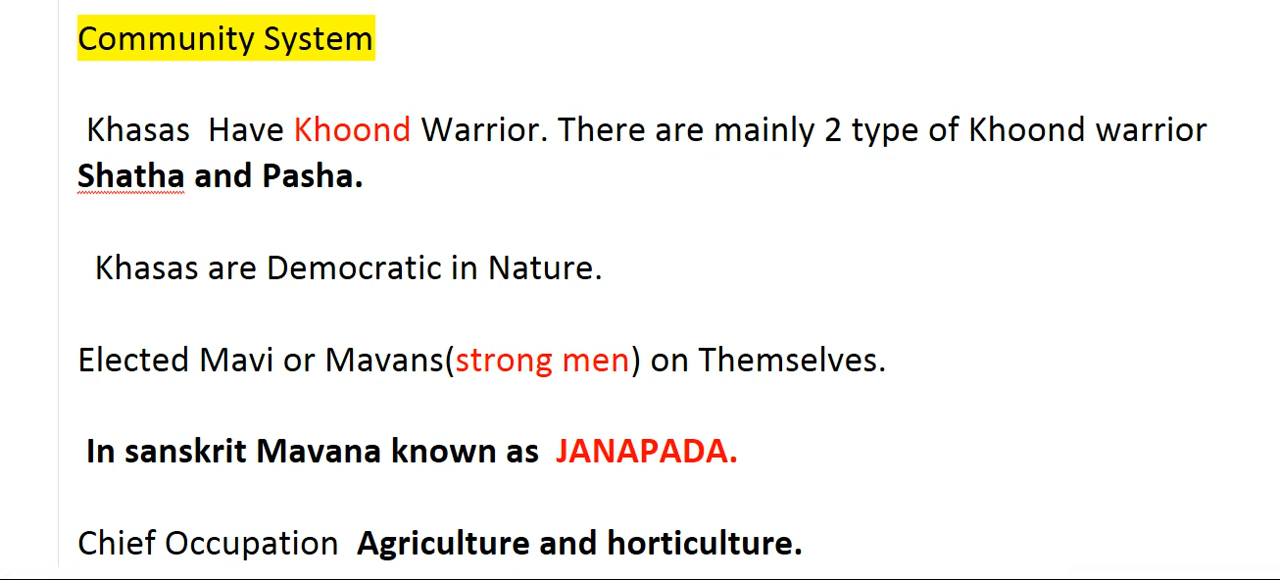 Community System
Khasas Have Khoond Warrior. There are mainly 2 type of Khoond warrior
Shatha and Pasha.
Khasas are Democratic in Nature.
Elected Mavi or Mavans(strong men) on Themselves.
In sanskrit Mavana known as JANAPADA.
Chief Occupation Agriculture and horticulture.